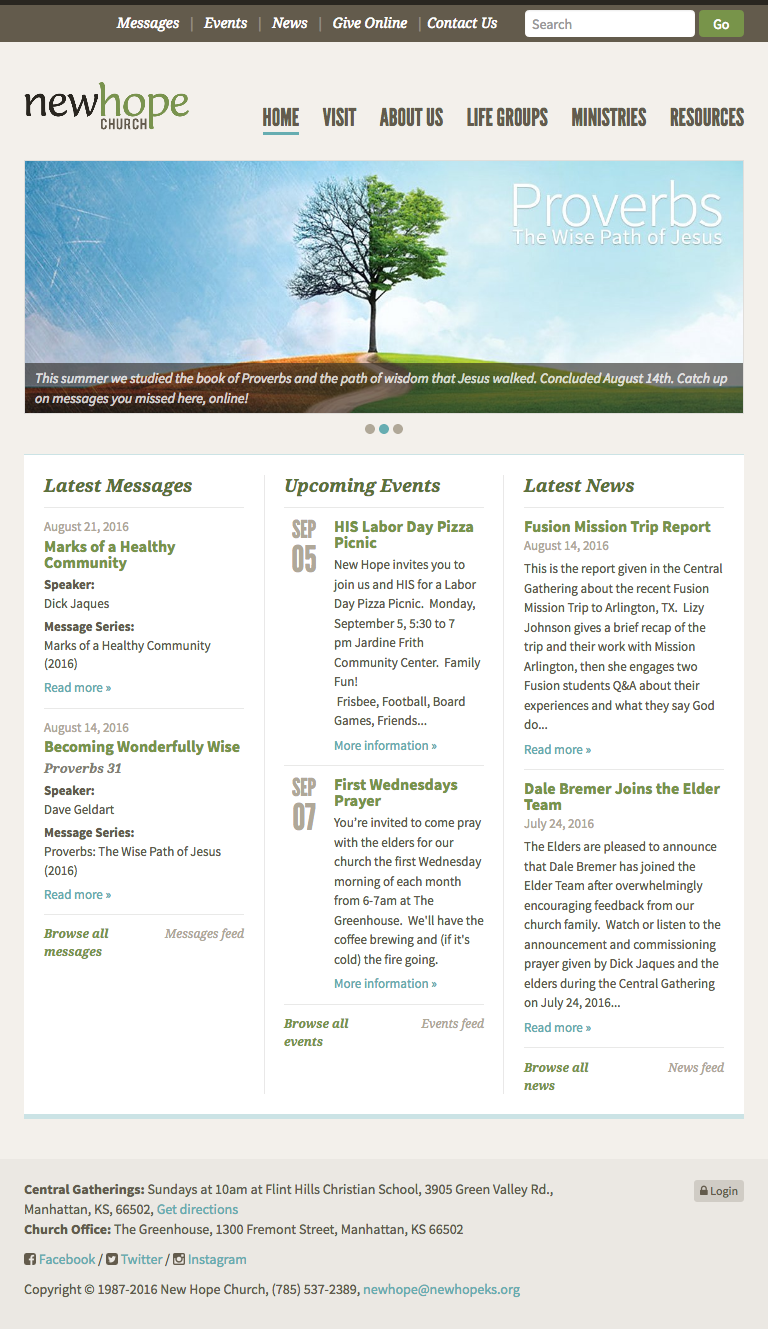 Messages | Events | News | Give Online | Contact Us Search Go
newhope
CHURCH
HOME VISIT ABOUT US LIFE GROUPS MINISTRIES RESOURCES
Proverbs
The Wise Path of Jesus
This summer we studied the book of Proverbs and the path of wisdom that Jesus walked. Concluded August 14th. Catch up
on messages you missed here, online!
Latest Messages
August 21, 2016
Marks of a Healthy
Community
Speaker:
Dick Jaques
Message Series:
Marks of a Healthy Community
(2016)
Read more »
August 14, 2016
Becoming Wonderfully Wise
Proverbs 31
Speaker:
Dave Geldart
Message Series:
Proverbs: The Wise Path of Jesus
(2016)
Read more »
Browse all
messages
Messages feed
Upcoming Events
SEP
05
HIS Labor Day Pizza
Picnic
New Hope invites you to
join us and HIS for a Labor
Day Pizza Picnic.  Monday,
September 5, 5:30 to 7
pm Jardine Frith
Community Center.  Family
Fun!
Frisbee, Football, Board
Games, Friends...
More information »
SEP
07
First Wednesdays
Prayer
You're invited to come pray
with the elders for our
church the first Wednesday
morning of each month
from 6-7am at The
Greenhouse.  We'll have the
coffee brewing and (if it's
cold) the fire going.
More information »
Browse all
events
Events feed
Latest News
Fusion Mission Trip Report
August 14, 2016
This is the report given in the Central
Gathering about the recent Fusion
Mission Trip to Arlington, TX.  Lizy
Johnson gives a brief recap of the
trip and their work with Mission
Arlington, then she engages two
Fusion students Q&A about their
experiences and what they say God
do...
Read more »
Dale Bremer Joins the Elder
Team
July 24, 2016
The Elders are pleased to announce
that Dale Bremer has joined the
Elder Team after overwhelmingly
encouraging feedback from our
church family.  Watch or listen to the
announcement and commissioning
prayer given by Dick Jaques and the
elders during the Central Gathering
on July 24, 2016...
Read more »
Browse all
news
News feed
Central Gatherings: Sundays at 10am at Flint Hills Christian School, 3905 Green Valley Rd.,
Manhattan, KS, 66502, Get directions
Church Office: The Greenhouse, 1300 Fremont Street, Manhattan, KS 66502
Login
Facebook / Twitter / Instagram
Copyright © 1987-2016 New Hope Church, (785) 537-2389, newhope@newhopeks.org